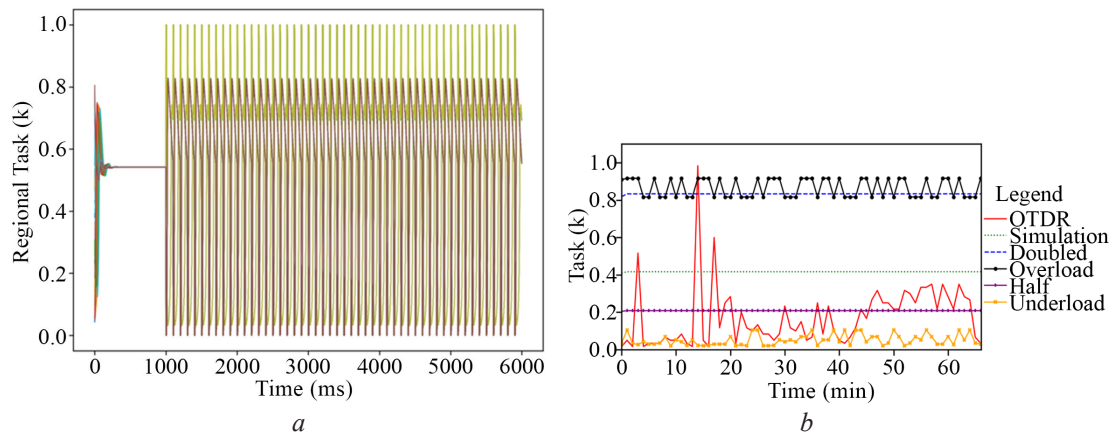 1.0
0.8
0.6
0.4
0.2
0.0
Regional Task (k)
0 1000 2000 3000 4000 5000 6000
Time (ms)
a
1.0
0.8
0.6
0.4
0.2
0.0
Task (k)
0 10 20 30 40 50 60
Time (min)
b
Legend
OTDR
Simulation
Doubled
Overload
Half
Underload